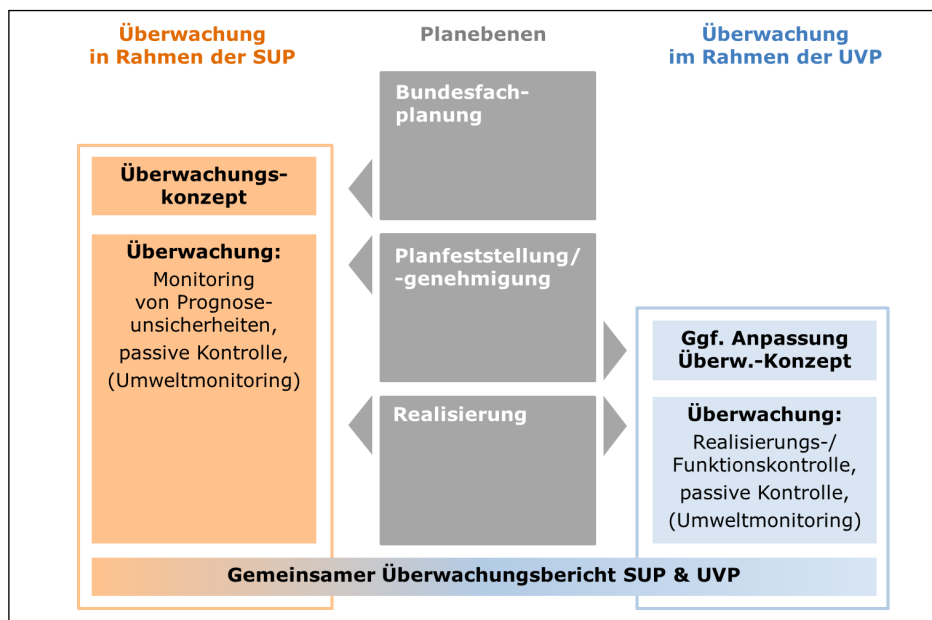 Überwachung
in Rahmen der SUP
Planebenen
Überwachung
im Rahmen der UVP
Bundesfach-
planung
Überwachungs-
konzept
Überwachung:
Monitoring
von Prognose-
unsicherheiten,
passive Kontrolle,
(Umweltmonitoring)
Planfeststellung/
-genehmigung
Ggf. Anpassung
Überw.-Konzept
Realisierung
Überwachung:
Realisierungs-/
Funktionskontrolle,
passive Kontrolle,
(Umweltmonitoring)
Gemeinsamer Überwachungsbericht SUP & UVP